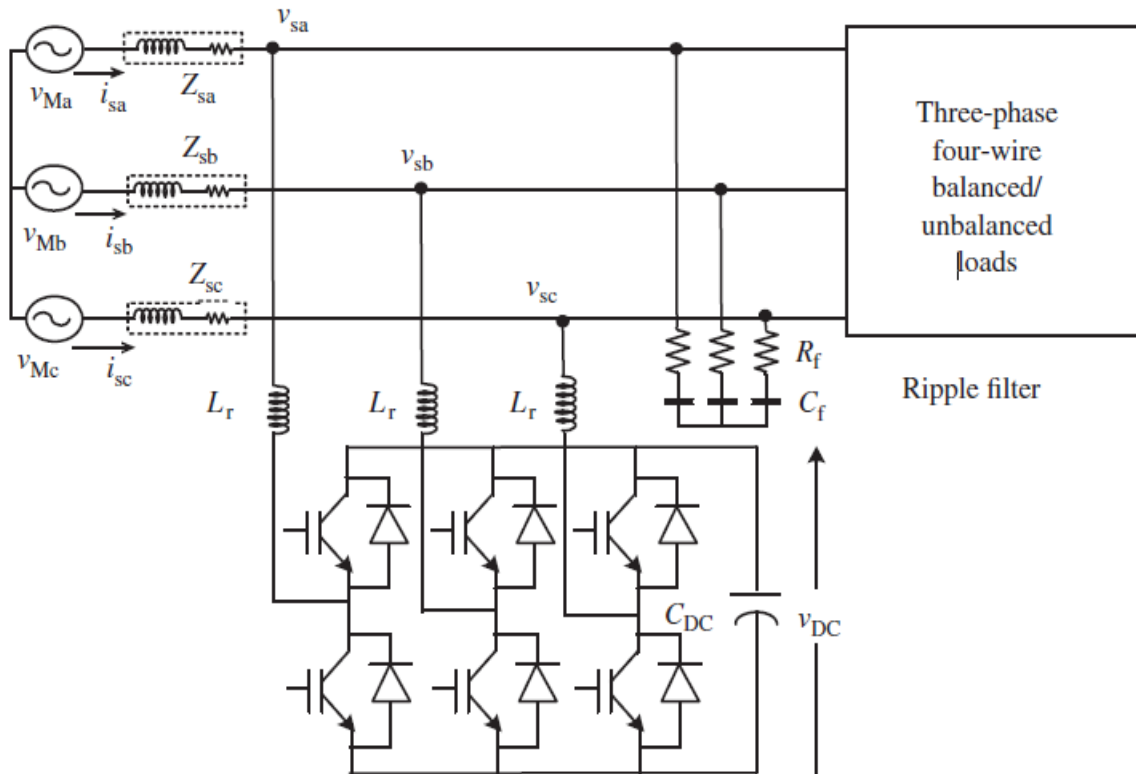 v_sa
v_Ma
i_sa
Z_sa
Z_sb
v_sb
v_Mb
i_sb
Z_sc
v_sc
v_Mc
i_sc
Three-phase
four-wire
balanced/
unbalanced
loads
L_r
L_r
L_r
R_f
C_f
Ripple filter
C_DC
v_DC